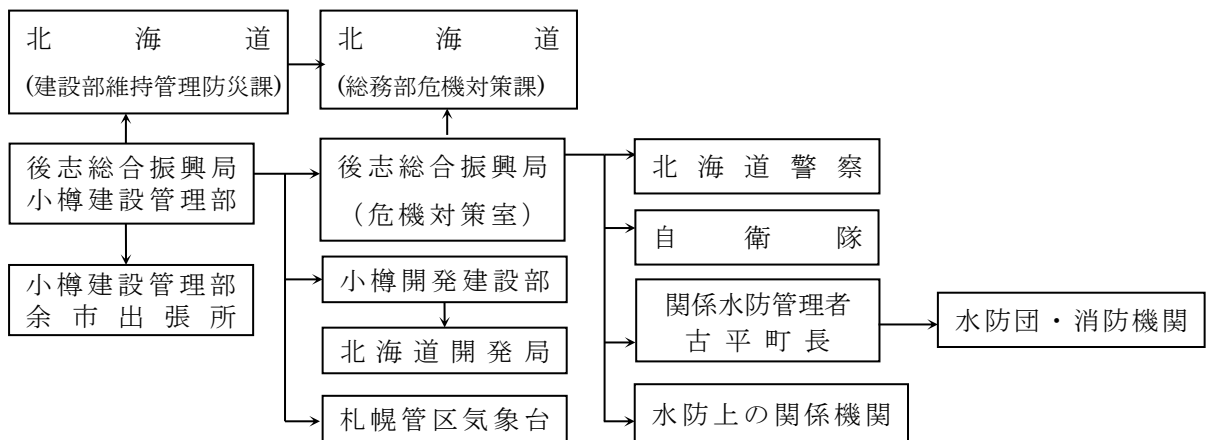 北海道
(建設部維持管理防災課)
北海道
(総務部危機対策課)
後志総合振興局
小樽建設管理部
後志総合振興局
（危機対策室）
北海道警察
自衛隊
小樽建設管理部
余市出張所
小樽開発建設部
関係水防管理者
古平町長
水防団・消防機関
北海道開発局
札幌管区気象台
水防上の関係機関